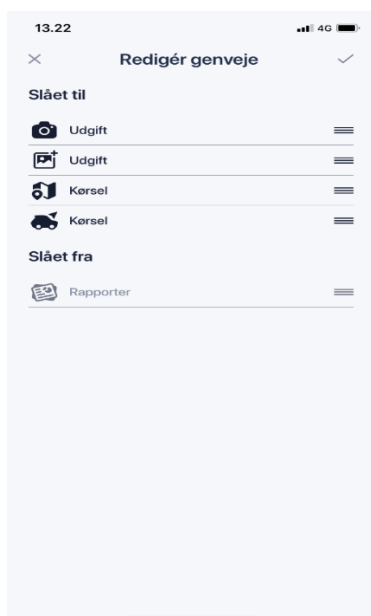 13.22
4G
Redigér genveje
Slået til
Udgift
Udgift
Kørsel
Kørsel
Slået fra
Rapporter